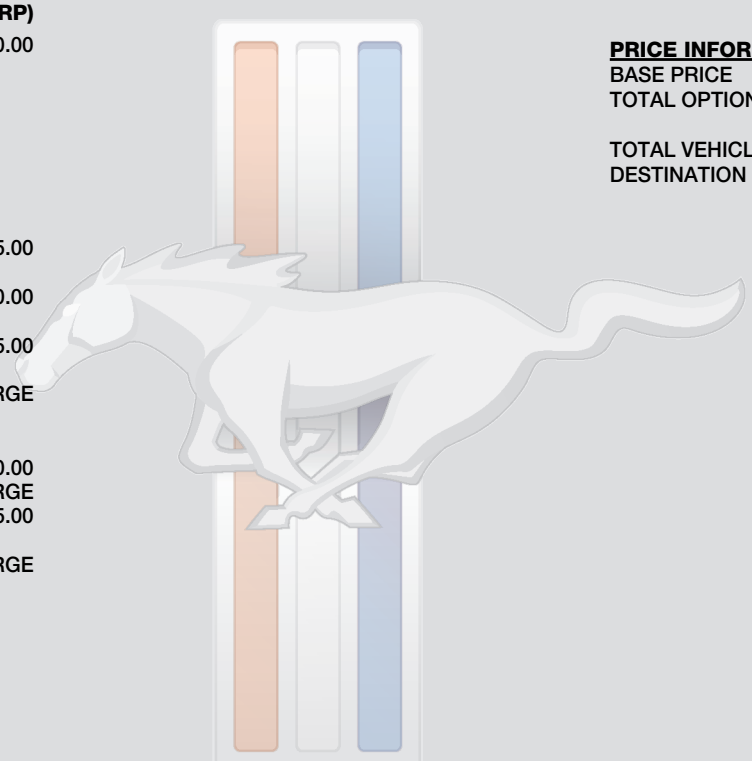 RP)
0.00
5.00
0.00
5.00
RGE
0.00
RGE
5.00
RGE
PRICE INFOR
BASE PRICE
TOTAL OPTION
TOTAL VEHICL
DESTINATION